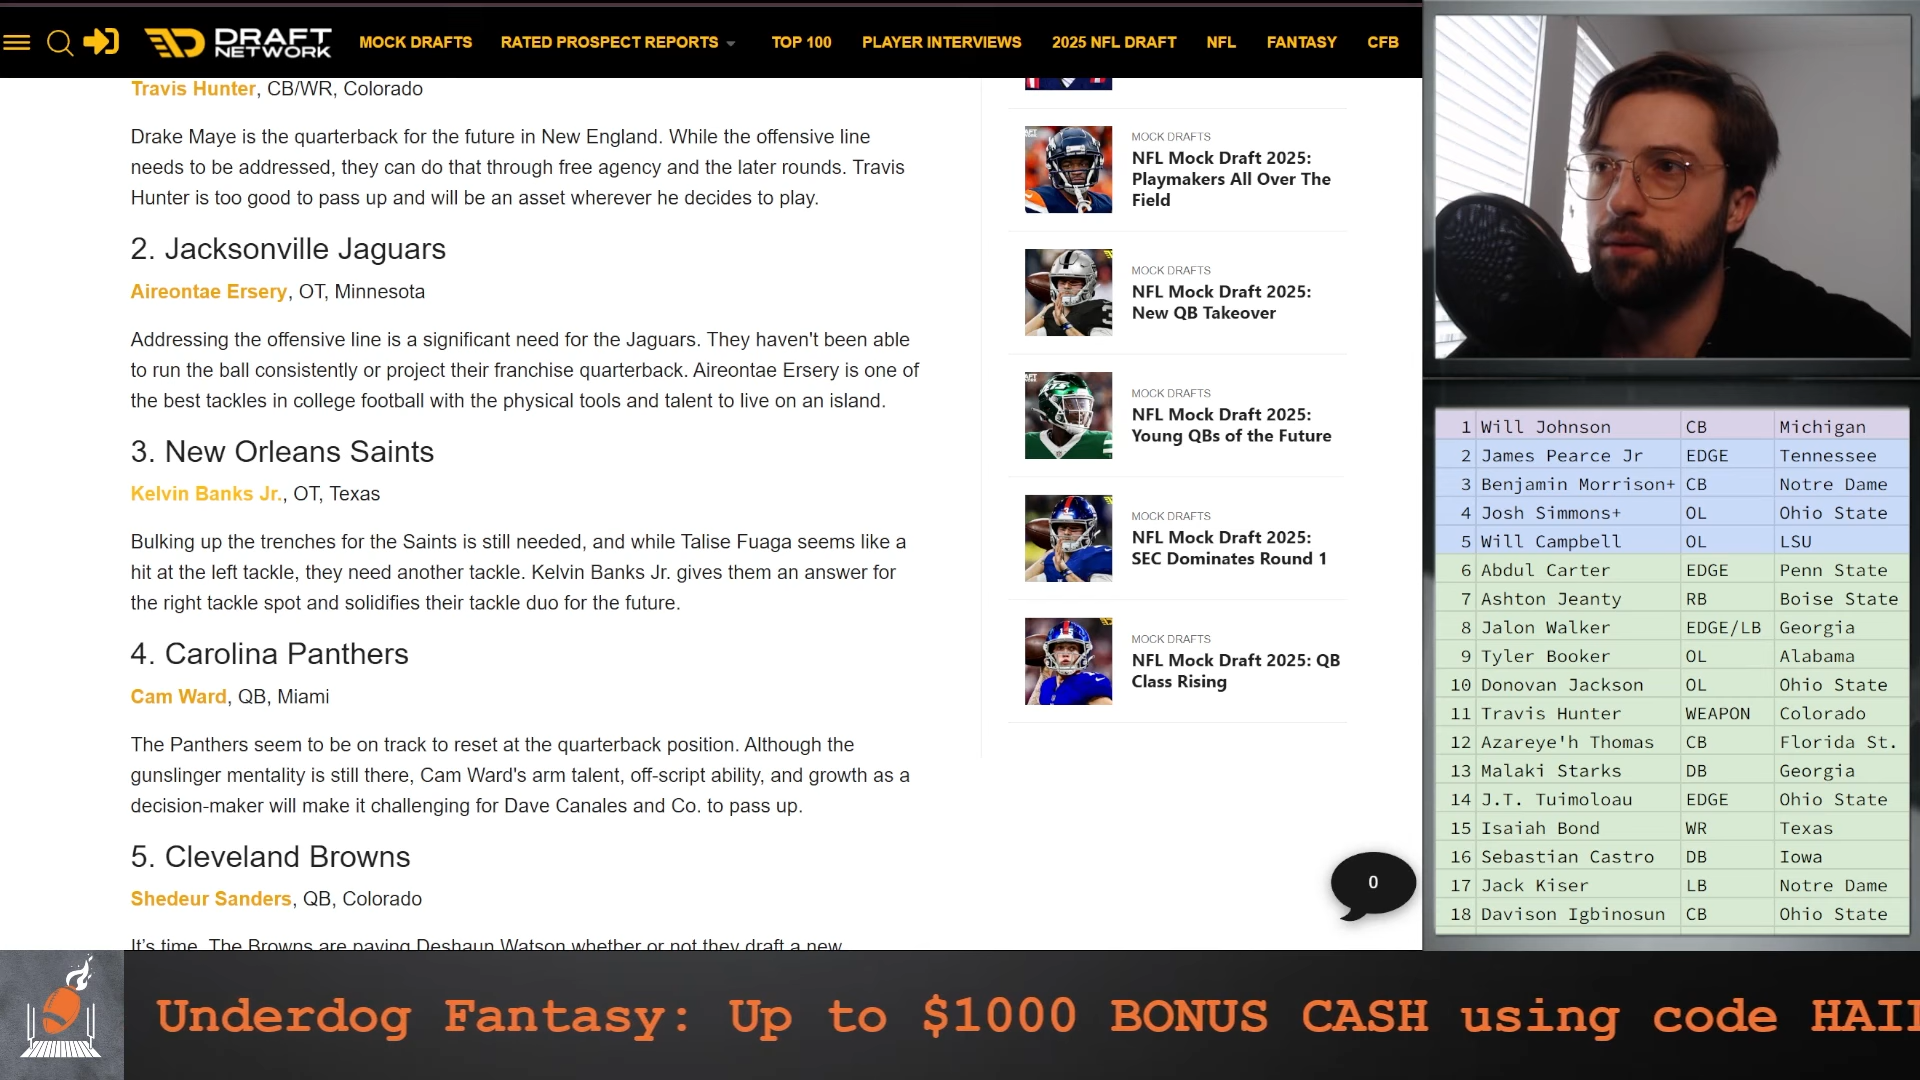 DRAFT
NETWORK
MOCK DRAFTS
RATED PROSPECT REPORTS
TOP 100
PLAYER INTERVIEWS
2025 NFL DRAFT
NFL
FANTASY
CFB
Travis Hunter, CB/WR, Colorado
Drake Maye is the quarterback for the future in New England. While the offensive line
needs to be addressed, they can do that through free agency and the later rounds. Travis
Hunter is too good to pass up and will be an asset wherever he decides to play.
2. Jacksonville Jaguars
Aireontae Ersery, OT, Minnesota
Addressing the offensive line is a significant need for the Jaguars. They haven't been able
to run the ball consistently or project their franchise quarterback. Aireontae Ersery is one of
the best tackles in college football with the physical tools and talent to live on an island.
3. New Orleans Saints
Kelvin Banks Jr., OT, Texas
Bulking up the trenches for the Saints is still needed, and while Talise Fuaga seems like a
hit at the left tackle, they need another tackle. Kelvin Banks Jr. gives them an answer for
the right tackle spot and solidifies their tackle duo for the future.
4. Carolina Panthers
Cam Ward, QB, Miami
The Panthers seem to be on track to reset at the quarterback position. Although the
gunslinger mentality is still there, Cam Ward's arm talent, off-script ability, and growth as a
decision-maker will make it challenging for Dave Canales and Co. to pass up.
5. Cleveland Browns
Shedeur Sanders, QB, Colorado
It's time. The Browns are paying Deshaun Watson whether or not they draft a new
MOCK DRAFTS
NFL Mock Draft 2025:
Playmakers All Over The
Field
MOCK DRAFTS
NFL Mock Draft 2025:
New QB Takeover
MOCK DRAFTS
NFL Mock Draft 2025:
Young QBs of the Future
MOCK DRAFTS
NFL Mock Draft 2025:
SEC Dominates Round 1
MOCK DRAFTS
NFL Mock Draft 2025: QB
Class Rising
0
1 Will Johnson CB Michigan
2 James Pearce Jr EDGE Tennessee
3 Benjamin Morrison+ CB Notre Dame
4 Josh Simmons+ OL Ohio State
5 Will Campbell OL LSU
6 Abdul Carter EDGE Penn State
7 Ashton Jeanty RB Boise State
8 Jalon Walker EDGE/LB Georgia
9 Tyler Booker OL Alabama
10 Donovan Jackson OL Ohio State
11 Travis Hunter WEAPON Colorado
12 Azareye'h Thomas CB Florida St.
13 Malaki Starks DB Georgia
14 J.T. Tuimoloau EDGE Ohio State
15 Isaiah Bond WR Texas
16 Sebastian Castro DB Iowa
17 Jack Kiser LB Notre Dame
18 Davison Igbinosun CB Ohio State
Underdog Fantasy: Up to $1000 BONUS CASH using code HAIL